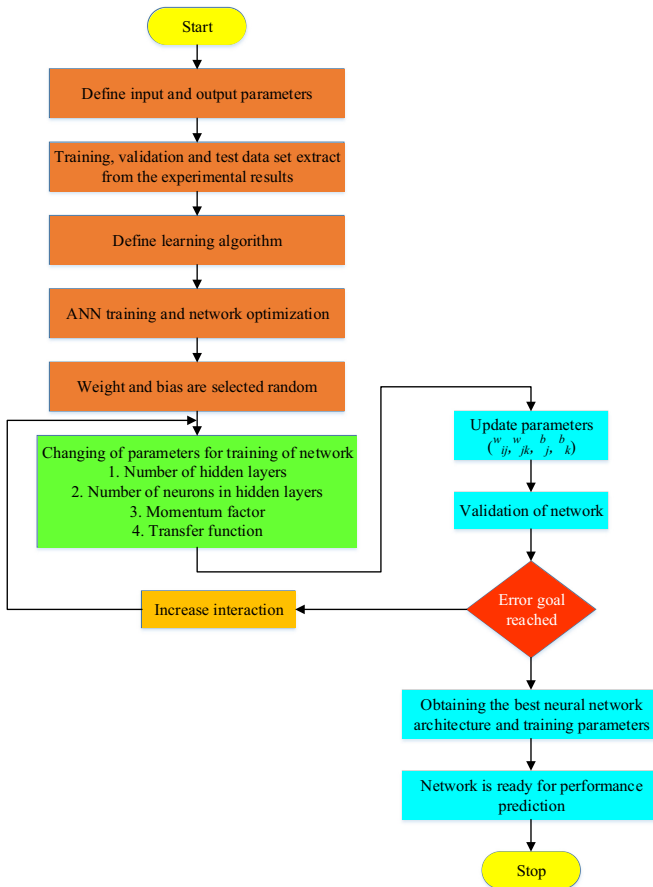 Start
Define input and output parameters
Training, validation and test data set extract
from the experimental results
Define learning algorithm
ANN training and network optimization
Weight and bias are selected random
Changing of parameters for training of network
1. Number of hidden layers
2. Number of neurons in hidden layers
3. Momentum factor
4. Transfer function
Update parameters
(w ij, w jk, b j, b k)
Validation of network
Error goal
reached
Increase interaction
Obtaining the best neural network
architecture and training parameters
Network is ready for performance
prediction
Stop